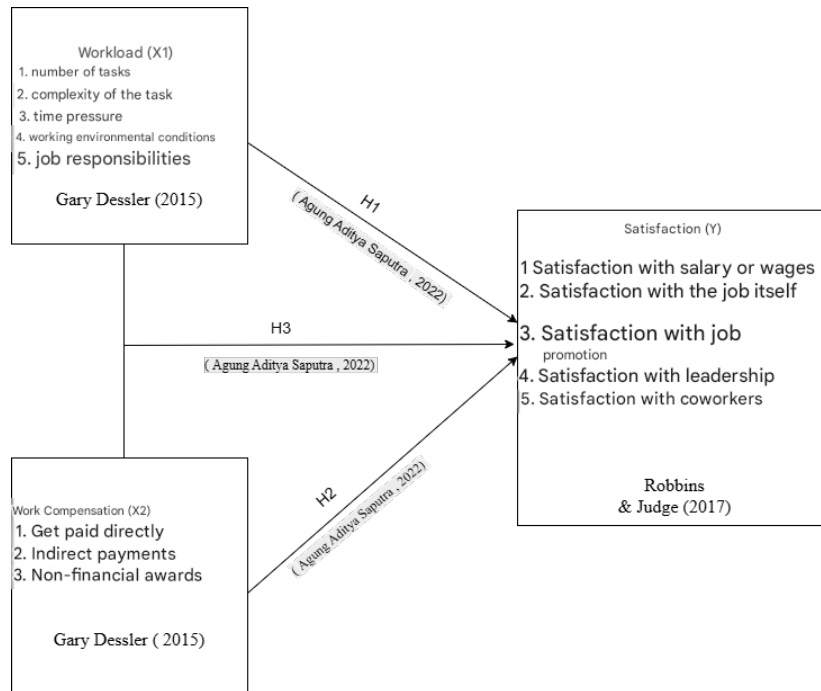 Workload (X1)
1. number of tasks
2. complexity of the task
3. time pressure
4. working environmental conditions
5. job responsibilities
Gary Dessler (2015)
H1
( Agung Aditya Saputra , 2022)
Satisfaction (Y)
1 Satisfaction with salary or wages
2. Satisfaction with the job itself
3. Satisfaction with job
promotion
4. Satisfaction with leadership
5. Satisfaction with coworkers
Robbins
& Judge (2017)
H3
( Agung Aditya Saputra , 2022)
H2
( Agung Aditya Saputra , 2022)
Work Compensation (X2)
1. Get paid directly
2. Indirect payments
3. Non-financial awards
Gary Dessler ( 2015)